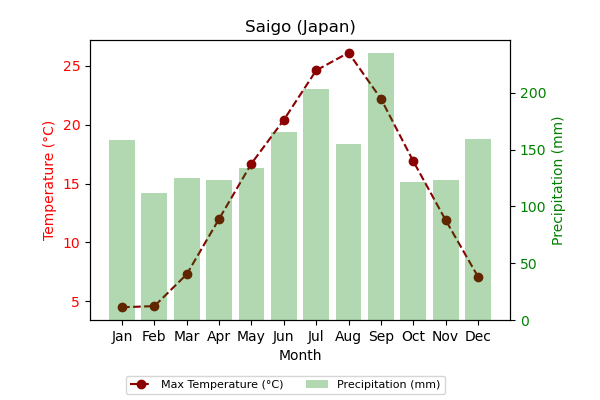 Saigo (Japan)
Temperature (°C)
25
20
15
10
5
200
150
100
50
0
Precipitation (mm)
Jan Feb Mar Apr May Jun Jul Aug Sep Oct Nov Dec
Month
Max Temperature (°C) Precipitation (mm)